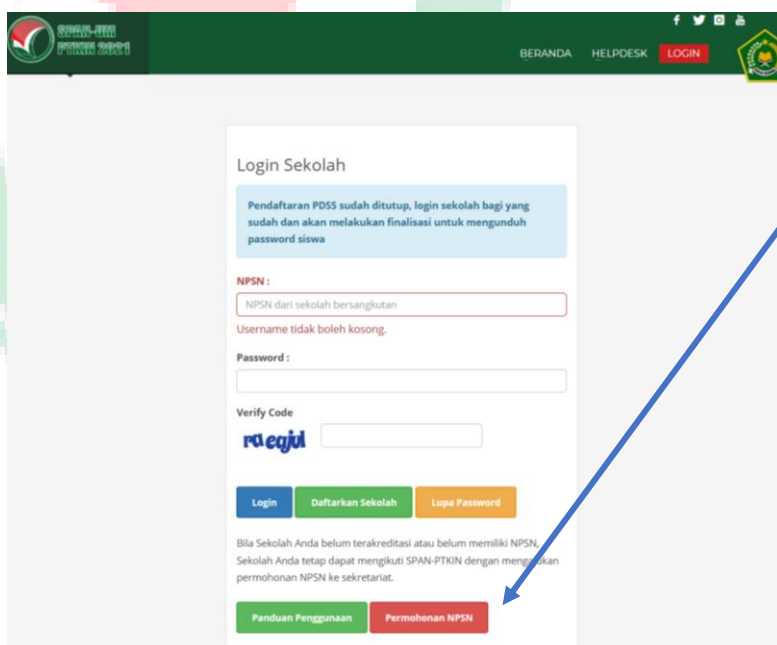 SPAN-UM
PTKIN 2021
BERANDA HELPDESK LOGIN
Login Sekolah
Pendaftaran PDSS sudah ditutup, login sekolah bagi yang
sudah dan akan melakukan finalisasi untuk mengunduh
password siswa
NPSN :
NPSN dari sekolah bersangkutan
Username tidak boleh kosong.
Password :
Verify Code
raeqjul
Login Daftarkan Sekolah Lupa Password
Bila Sekolah Anda belum terakreditasi atau belum memiliki NPSN,
Sekolah Anda tetap dapat mengikuti SPAN-PTKIN dengan mengajukan
permohonan NPSN ke sekretariat.
Panduan Penggunaan Permohonan NPSN